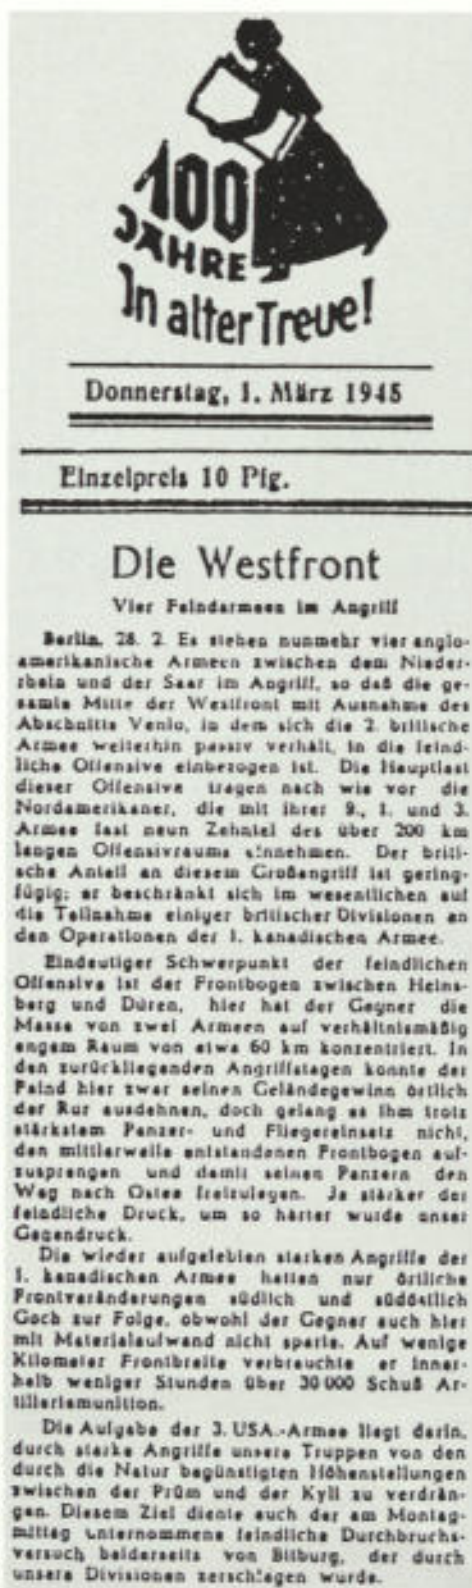 100
JAHRE
In alter Treue!
Donnerstag, 1. März 1945
Einzelpreis 10 Pfg.
Die Westfront
Vier Feindarmeen im Angriff
Berlin, 28. 2. Es stehen nunmehr vier anglo-
amerikanische Armeen zwischen dem Nieder-
rhein und der Saar im Angriff, so daß die ge-
samte Mitte der Westfront mit Ausnahme des
Abschnitts Venlo, in dem sich die 2. britische
Armee weiterhin passiv verhält, in die feind-
liche Offensive einbezogen ist. Die Hauptlast
dieser Offensive tragen nach wie vor die
Nordamerikaner, die mit ihrer 9., 1. und 3.
Armee fast neun Zehntel des über 200 km
langen Offensivraums einnehmen. Der briti-
sche Anteil an diesem Großangriff ist gering-
fügig; er beschränkt sich im wesentlichen auf
die Teilnahme einiger britischer Divisionen an
den Operationen der 1. kanadischen Armee.
Eindeutiger Schwerpunkt der feindlichen
Offensive ist der Frontbogen zwischen Heins-
berg und Düren, hier hat der Gegner die
Masse von zwei Armeen auf verhältnismäßig
engem Raum von etwa 60 km konzentriert. In
den zurückliegenden Angriffstagen konnte der
Feind hier zwar seinen Geländegewinn östlich
der Rur ausdehnen, doch gelang es ihm trotz
stärkstem Panzer- und Fliegereinsatz nicht,
den mittlerweile entstandenen Frontbogen auf-
zusprengen und damit seinen Panzern den
Weg nach Osten freizulegen. Je stärker der
feindliche Druck, um so härter wurde unser
Gegendruck.
Die wieder aufgelebten starken Angriffe der
1. kanadischen Armee hatten nur örtliche
Frontveränderungen südlich und südöstlich
Goch zur Folge, obwohl der Gegner auch hier
mit Materialaufwand nicht sparte. Auf wenige
Kilometer Frontbreite verbrauchte er inner-
halb weniger Stunden über 30 000 Schuß Ar-
tilleriemunition.
Die Aufgabe der 3. USA.-Armee liegt darin,
durch starke Angriffe unsere Truppen von den
durch die Natur begünstigten Höhenstellungen
zwischen der Prüm und der Kyll zu verdrän-
gen. Diesem Ziel diente auch der am Montag-
mittag unternommene feindliche Durchbruchs-
versuch beiderseits von Bitburg, der durch
unsere Divisionen zerschlagen wurde.